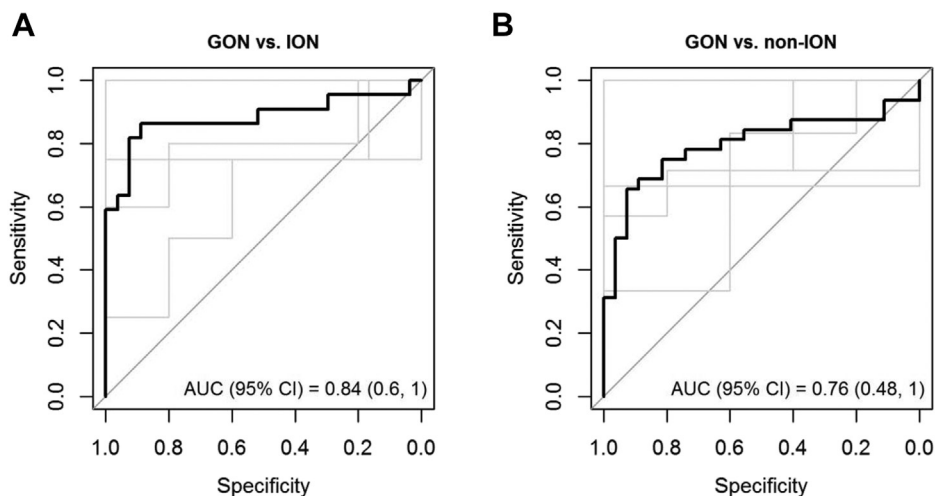 A
GON vs. ION
1.0
0.8
0.6
0.4
0.2
0.0
Sensitivity
AUC (95% CI) = 0.84 (0.6, 1)
1.0 0.8 0.6 0.4 0.2 0.0
Specificity
B
GON vs. non-ION
1.0
0.8
0.6
0.4
0.2
0.0
Sensitivity
AUC (95% CI) = 0.76 (0.48, 1)
1.0 0.8 0.6 0.4 0.2 0.0
Specificity